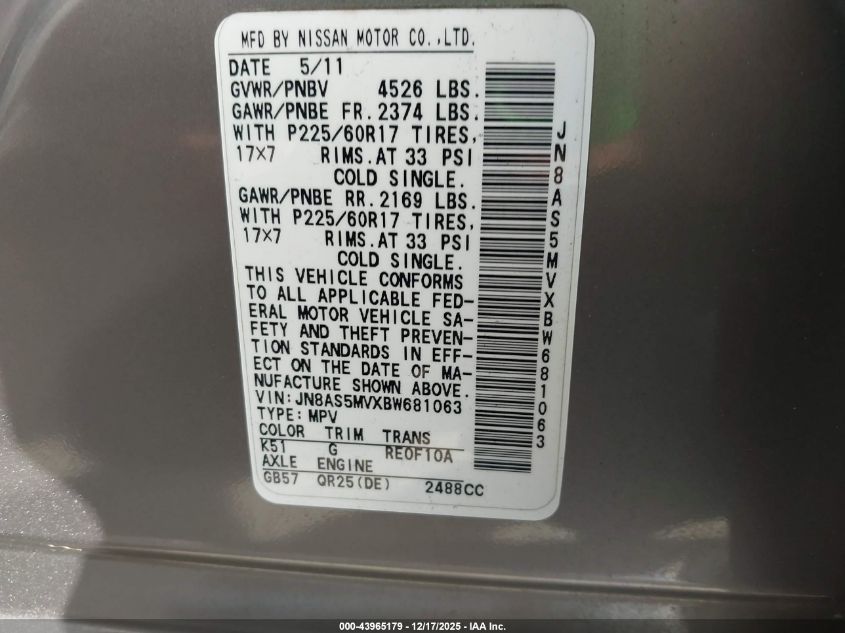 MFD BY NISSAN MOTOR CO.,LTD.
DATE 5/11
GVWR/PNBV 4526 LBS.
GAWR/PNBE FR.2374 LBS.
WITH P225/60R17 TIRES,
17×7 RIMS.AT 33 PSI
COLD SINGLE.
GAWR/PNBE RR.2169 LBS.
WITH P225/60R17 TIRES,
17×7 RIMS.AT 33 PSI
COLD SINGLE.
THIS VEHICLE CONFORMS
TO ALL APPLICABLE FED-
ERAL MOTOR VEHICLE SA-
FETY AND THEFT PREVEN-
TION STANDARDS IN EFF-
ECT ON THE DATE OF MA-
NUFACTURE SHOWN ABOVE.
VIN:JN8AS5MVXBW681063
TYPE:MPV
COLOR TRIM TRANS
K51 G RE0F10A
AXLE ENGINE
GB57 QR25(DE) 2488CC
JN8AS5MVXBW681063
000-43965179 — 12/17/2025 — IAA Inc.